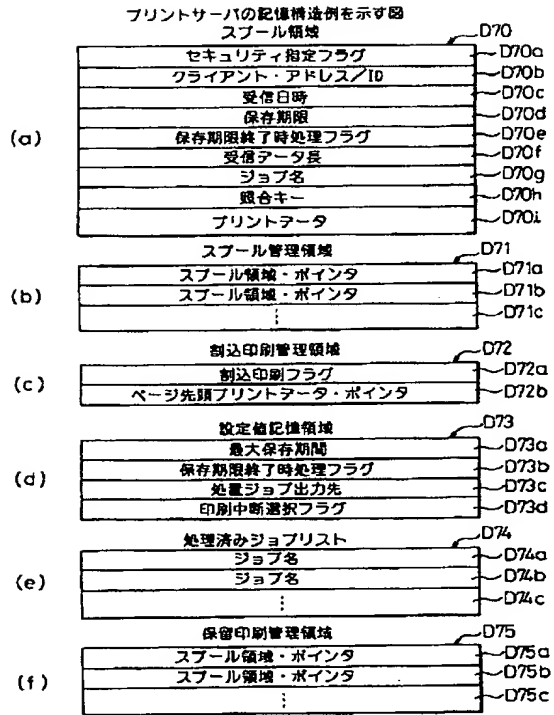 プリントサーバの記憶構造例を示す図
スプール領域 D70
(a)
セキュリティ指定フラグ D70a
クライアント・アドレス/ID D70b
受信日時 D70c
保存期限 D70d
保存期限終了時処理フラグ D70e
受信データ長 D70f
ジョブ名 D70g
照合キー D70h
プリントデータ D70i
スプール管理領域 D71
(b)
スプール領域・ポインタ D71a
スプール領域・ポインタ D71b
⋮ D71c
割込印刷管理領域 D72
(c)
割込印刷フラグ D72a
ページ先頭プリントデータ・ポインタ D72b
設定値記憶領域 D73
(d)
最大保存期間 D73a
保存期限終了時処理フラグ D73b
処置ジョブ出力先 D73c
印刷中断選択フラグ D73d
処理済みジョブリスト D74
(e)
ジョブ名 D74a
ジョブ名 D74b
⋮ D74c
保留印刷管理領域 D75
(f)
スプール領域・ポインタ D75a
スプール領域・ポインタ D75b
⋮ D75c